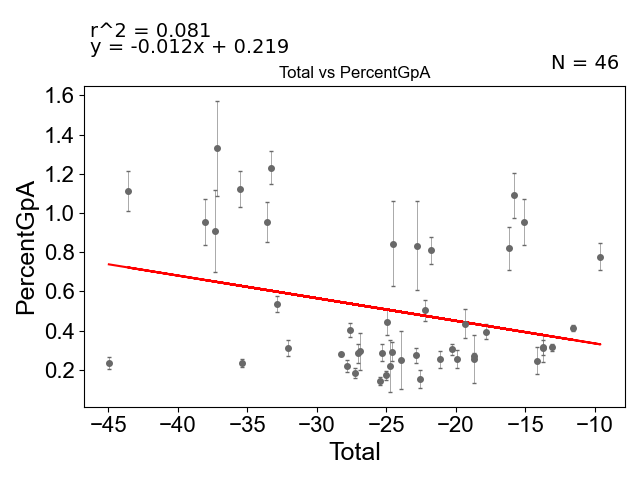 r^2 = 0.081
y = -0.012x + 0.219
N = 46
Total vs PercentGpA
1.6
1.4
1.2
1.0
0.8
0.6
0.4
0.2
PercentGpA
−45 −40 −35 −30 −25 −20 −15 −10
Total